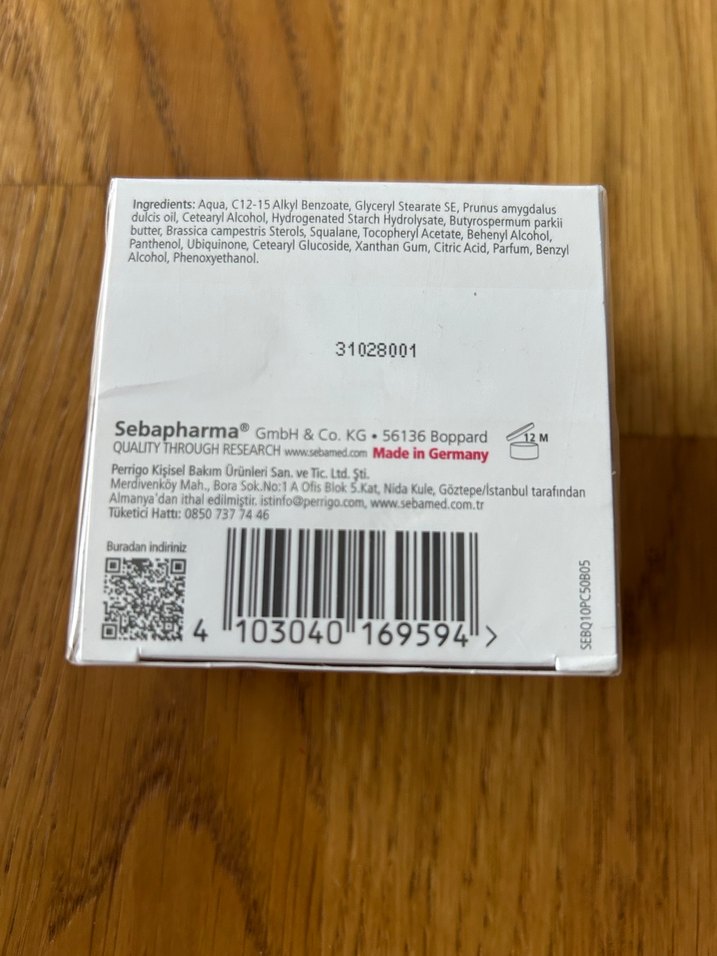 Ingredients: Aqua, C12-15 Alkyl Benzoate, Glyceryl Stearate SE, Prunus amygdalus
dulcis oil, Cetearyl Alcohol, Hydrogenated Starch Hydrolysate, Butyrospermum parkii
butter, Brassica campestris Sterols, Squalane, Tocopheryl Acetate, Behenyl Alcohol,
Panthenol, Ubiquinone, Cetearyl Glucoside, Xanthan Gum, Citric Acid, Parfum, Benzyl
Alcohol, Phenoxyethanol.
31028001
Sebapharma® GmbH & Co. KG • 56136 Boppard
QUALITY THROUGH RESEARCH www.sebamed.com Made in Germany
12 M
Perrigo Kişisel Bakım Ürünleri San. ve Tic. Ltd. Şti.
Merdivenköy Mah., Bora Sok.No:1 A Ofis Blok 5.Kat, Nida Kule, Göztepe/İstanbul tarafından
Almanya'dan ithal edilmiştir. istinfo@perrigo.com, www.sebamed.com.tr
Tüketici Hattı: 0850 737 74 46
Buradan indiriniz
4 103040 169594 >
SEBQ10PC50B05